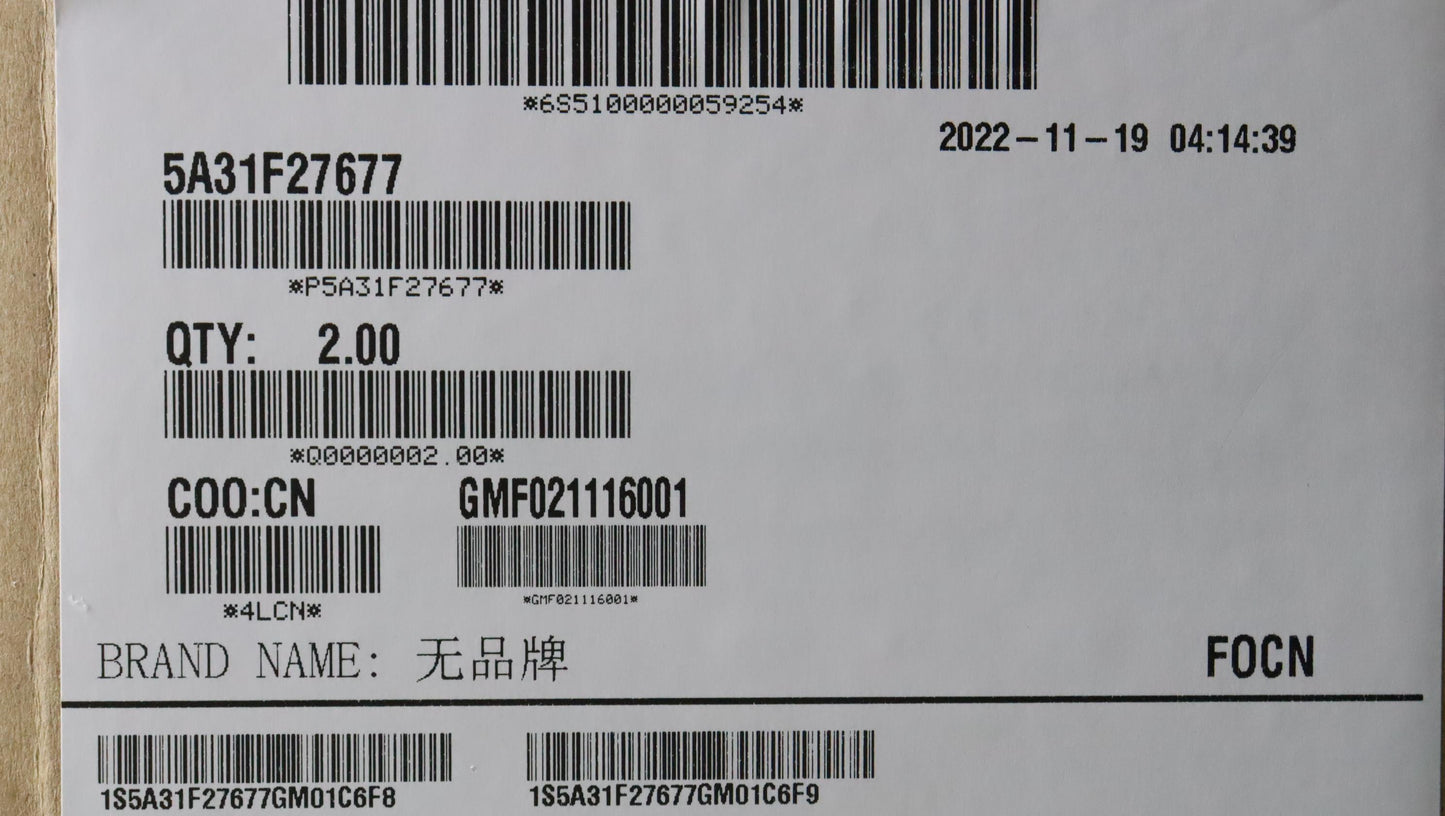 *6S5100000059254*
2022-11-19 04:14:39
5A31F27677
*P5A31F27677*
QTY: 2.00
*Q0000002.00*
COO:CN GMF021116001
*4LCN* *GMF021116001*
BRAND NAME: 无品牌 FOCN
1S5A31F27677GM01C6F8 1S5A31F27677GM01C6F9